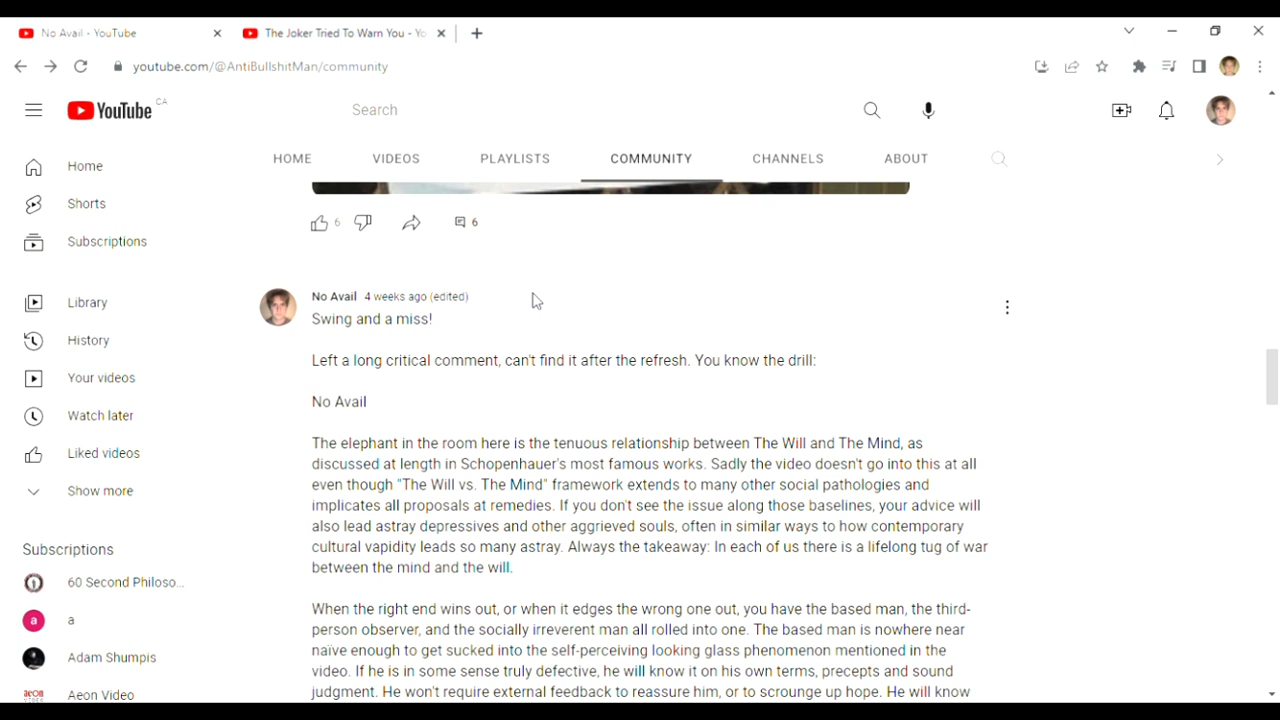 No Avail - YouTube
The Joker Tried To Warn You - Yo
youtube.com/@AntiBullshitMan/community
YouTube CA
Search
HOME VIDEOS PLAYLISTS COMMUNITY CHANNELS ABOUT
Home
Shorts
Subscriptions
Library
History
Your videos
Watch later
Liked videos
Show more
Subscriptions
60 Second Philoso...
a
a
Adam Shumpis
aeon
Aeon Video
6 6
No Avail 4 weeks ago (edited)
Swing and a miss!
Left a long critical comment, can't find it after the refresh. You know the drill:
No Avail
The elephant in the room here is the tenuous relationship between The Will and The Mind, as
discussed at length in Schopenhauer's most famous works. Sadly the video doesn't go into this at all
even though "The Will vs. The Mind" framework extends to many other social pathologies and
implicates all proposals at remedies. If you don't see the issue along those baselines, your advice will
also lead astray depressives and other aggrieved souls, often in similar ways to how contemporary
cultural vapidity leads so many astray. Always the takeaway: In each of us there is a lifelong tug of war
between the mind and the will.
When the right end wins out, or when it edges the wrong one out, you have the based man, the third-
person observer, and the socially irreverent man all rolled into one. The based man is nowhere near
naïve enough to get sucked into the self-perceiving looking glass phenomenon mentioned in the
video. If he is in some sense truly defective, he will know it on his own terms, precepts and sound
judgment. He won't require external feedback to reassure him, or to scrounge up hope. He will know